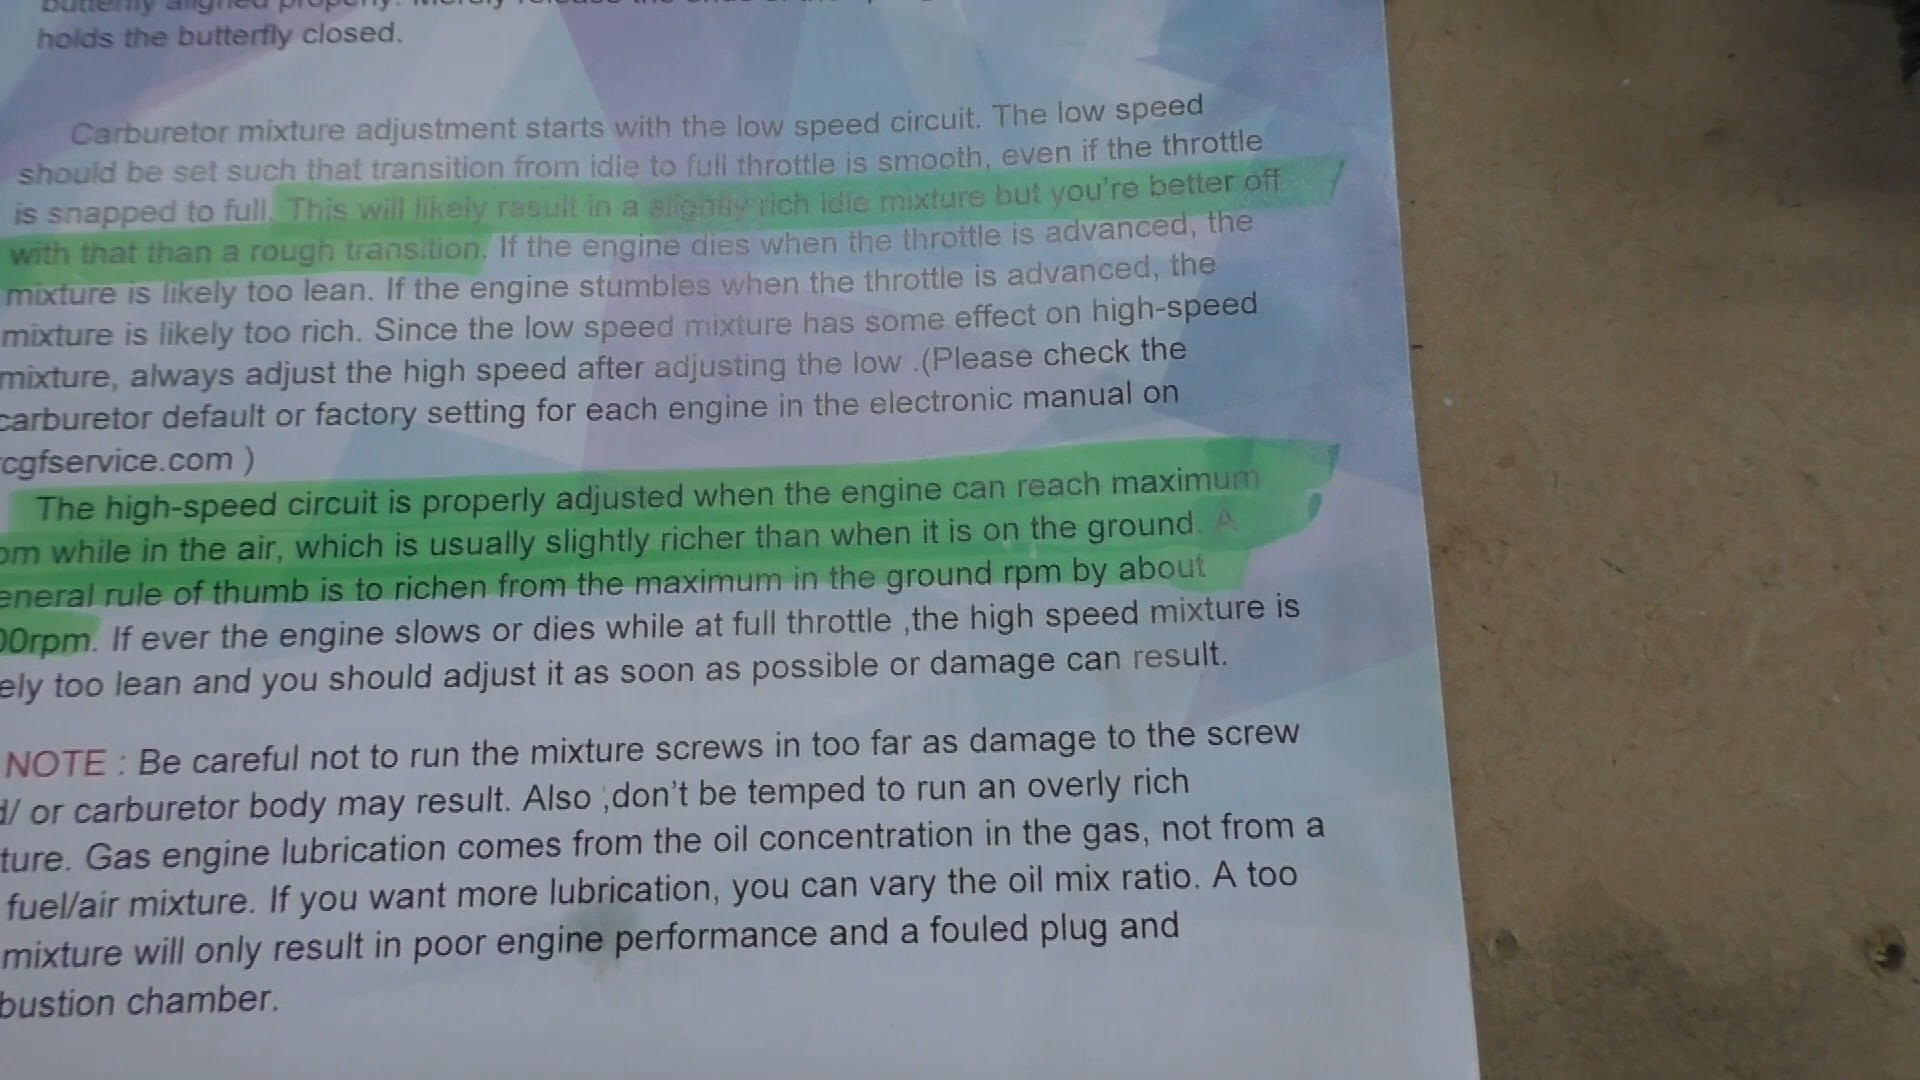 butterfly aligned properly. Merely release the ends of the
holds the butterfly closed.
Carburetor mixture adjustment starts with the low speed circuit. The low speed
should be set such that transition from idle to full throttle is smooth, even if the throttle
is snapped to full. This will likely result in a slightly rich idle mixture but you're better off
with that than a rough transition. If the engine dies when the throttle is advanced, the
mixture is likely too lean. If the engine stumbles when the throttle is advanced, the
mixture is likely too rich. Since the low speed mixture has some effect on high-speed
mixture, always adjust the high speed after adjusting the low .(Please check the
carburetor default or factory setting for each engine in the electronic manual on
cgfservice.com )
The high-speed circuit is properly adjusted when the engine can reach maximum
om while in the air, which is usually slightly richer than when it is on the ground. A
eneral rule of thumb is to richen from the maximum in the ground rpm by about
00rpm. If ever the engine slows or dies while at full throttle ,the high speed mixture is
ely too lean and you should adjust it as soon as possible or damage can result.
NOTE : Be careful not to run the mixture screws in too far as damage to the screw
d/ or carburetor body may result. Also ,don't be temped to run an overly rich
ture. Gas engine lubrication comes from the oil concentration in the gas, not from a
fuel/air mixture. If you want more lubrication, you can vary the oil mix ratio. A too
mixture will only result in poor engine performance and a fouled plug and
bustion chamber.